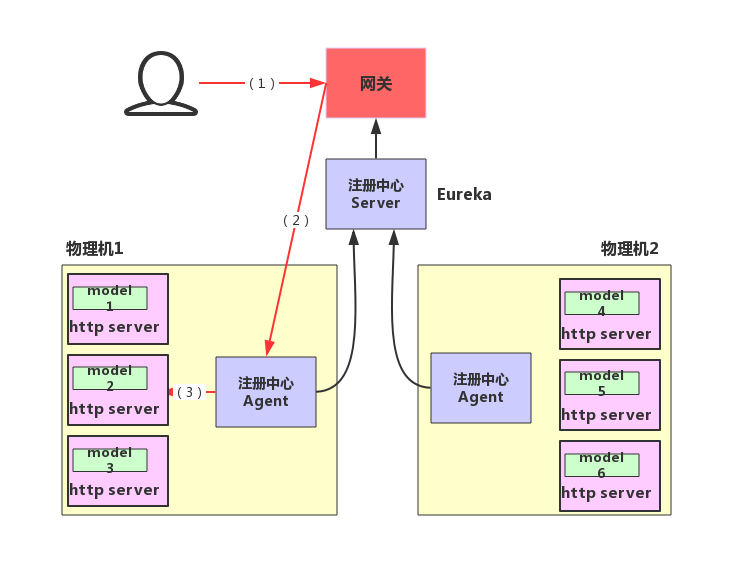 (1)
网关
注册中心
Server
Eureka
(2)
物理机1
物理机2
model
1
http server
model
2
http server
model
3
http server
(3)
注册中心
Agent
注册中心
Agent
model
4
http server
model
5
http server
model
6
http server